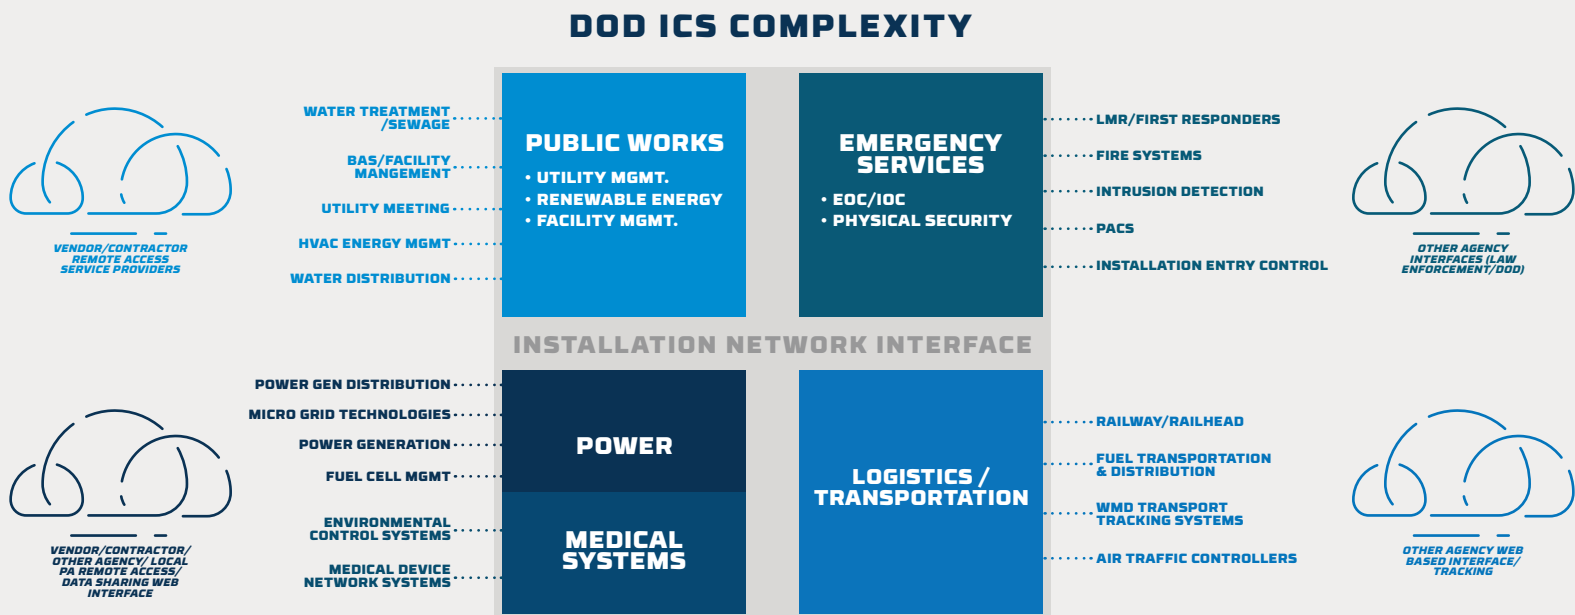 DOD ICS COMPLEXITY
WATER TREATMENT
/SEWAGE
BAS/FACILITY
MANGEMENT
UTILITY MEETING
HVAC ENERGY MGMT
WATER DISTRIBUTION
VENDOR/CONTRACTOR
REMOTE ACCESS
SERVICE PROVIDERS
PUBLIC WORKS
• UTILITY MGMT.
• RENEWABLE ENERGY
• FACILITY MGMT.
EMERGENCY
SERVICES
• EOC/IOC
• PHYSICAL SECURITY
LMR/FIRST RESPONDERS
FIRE SYSTEMS
INTRUSION DETECTION
PACS
INSTALLATION ENTRY CONTROL
OTHER AGENCY
INTERFACES (LAW
ENFORCEMENT/DOD)
INSTALLATION NETWORK INTERFACE
POWER GEN DISTRIBUTION
MICRO GRID TECHNOLOGIES
POWER GENERATION
FUEL CELL MGMT
ENVIRONMENTAL
CONTROL SYSTEMS
MEDICAL DEVICE
NETWORK SYSTEMS
VENDOR/CONTRACTOR/
OTHER AGENCY/ LOCAL
PA REMOTE ACCESS/
DATA SHARING WEB
INTERFACE
POWER
MEDICAL
SYSTEMS
LOGISTICS /
TRANSPORTATION
RAILWAY/RAILHEAD
FUEL TRANSPORTATION
& DISTRIBUTION
WMD TRANSPORT
TRACKING SYSTEMS
AIR TRAFFIC CONTROLLERS
OTHER AGENCY WEB
BASED INTERFACE/
TRACKING